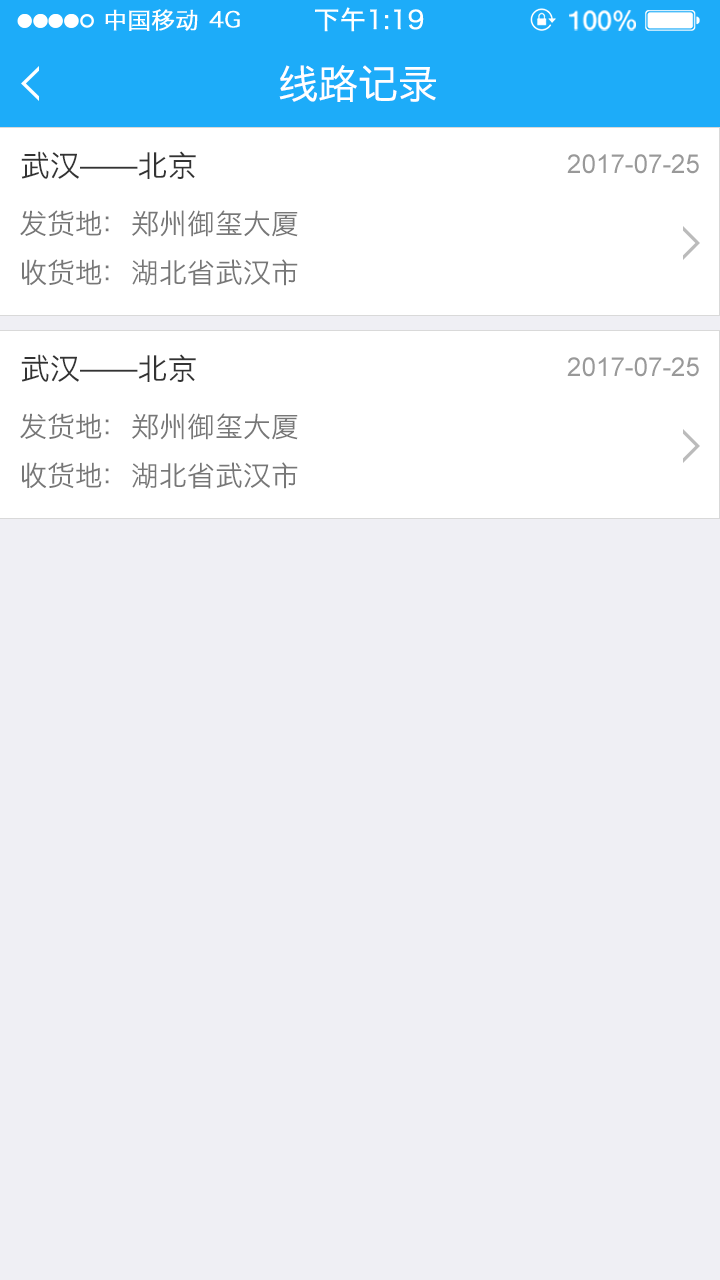 中国移动 4G 下午1:19 100%
线路记录
武汉——北京 2017-07-25
发货地: 郑州御玺大厦
收货地: 湖北省武汉市
武汉——北京 2017-07-25
发货地: 郑州御玺大厦
收货地: 湖北省武汉市